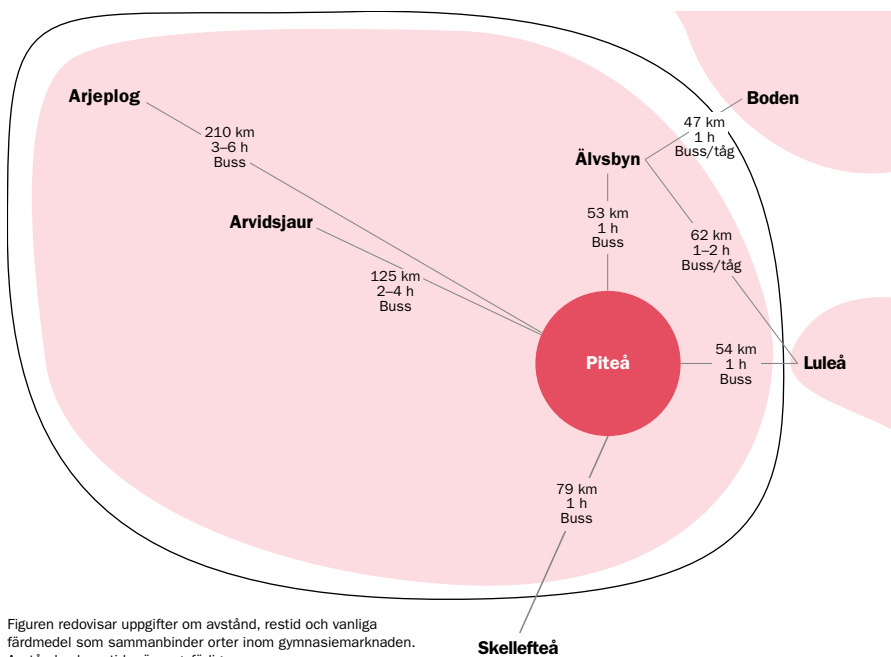 Arjeplog
210 km
3–6 h
Buss
Arvidsjaur
125 km
2–4 h
Buss
Älvsbyn
53 km
1 h
Buss
Boden
47 km
1 h
Buss/tåg
62 km
1–2 h
Buss/tåg
Piteå
54 km
1 h
Buss
Luleå
79 km
1 h
Buss
Skellefteå
Figuren redovisar uppgifter om avstånd, restid och vanliga
färdmedel som sammanbinder orter inom gymnasiemarknaden.